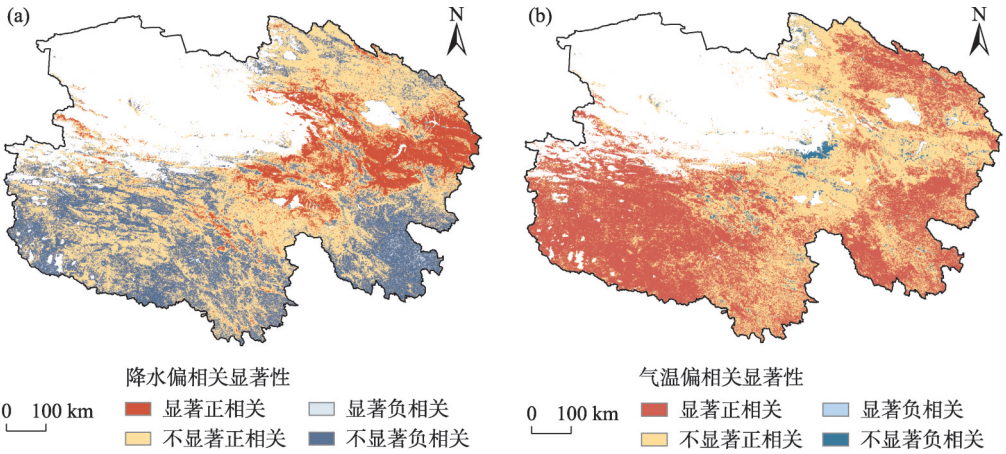 (a)
N
降水偏相关显著性
0 100 km
显著正相关
显著负相关
不显著正相关
不显著负相关
(b)
N
气温偏相关显著性
0 100 km
显著正相关
显著负相关
不显著正相关
不显著负相关